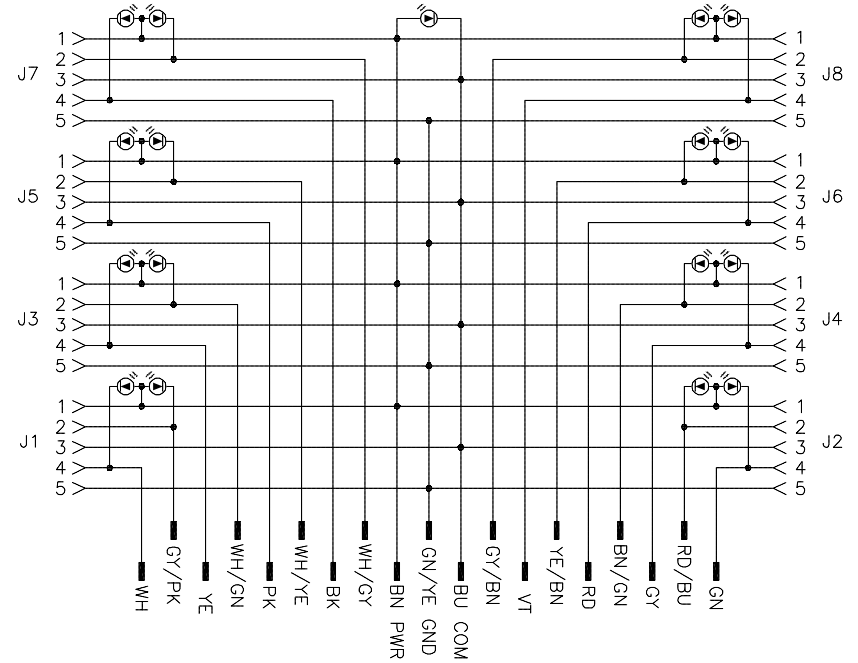 1 1
J7 2 2 J8
3 3
4 4
5 5
1 1
J5 2 2 J6
3 3
4 4
5 5
1 1
J3 2 2 J4
3 3
4 4
5 5
1 1
J1 2 2 J2
3 3
4 4
5 5
WH
GY/PK
YE
WH/GN
PK
WH/YE
BK
WH/GY
BN PWR
GN/YE GND
BU COM
GY/BN
VT
YE/BN
RD
BN/GN
GY
RD/BU
GN